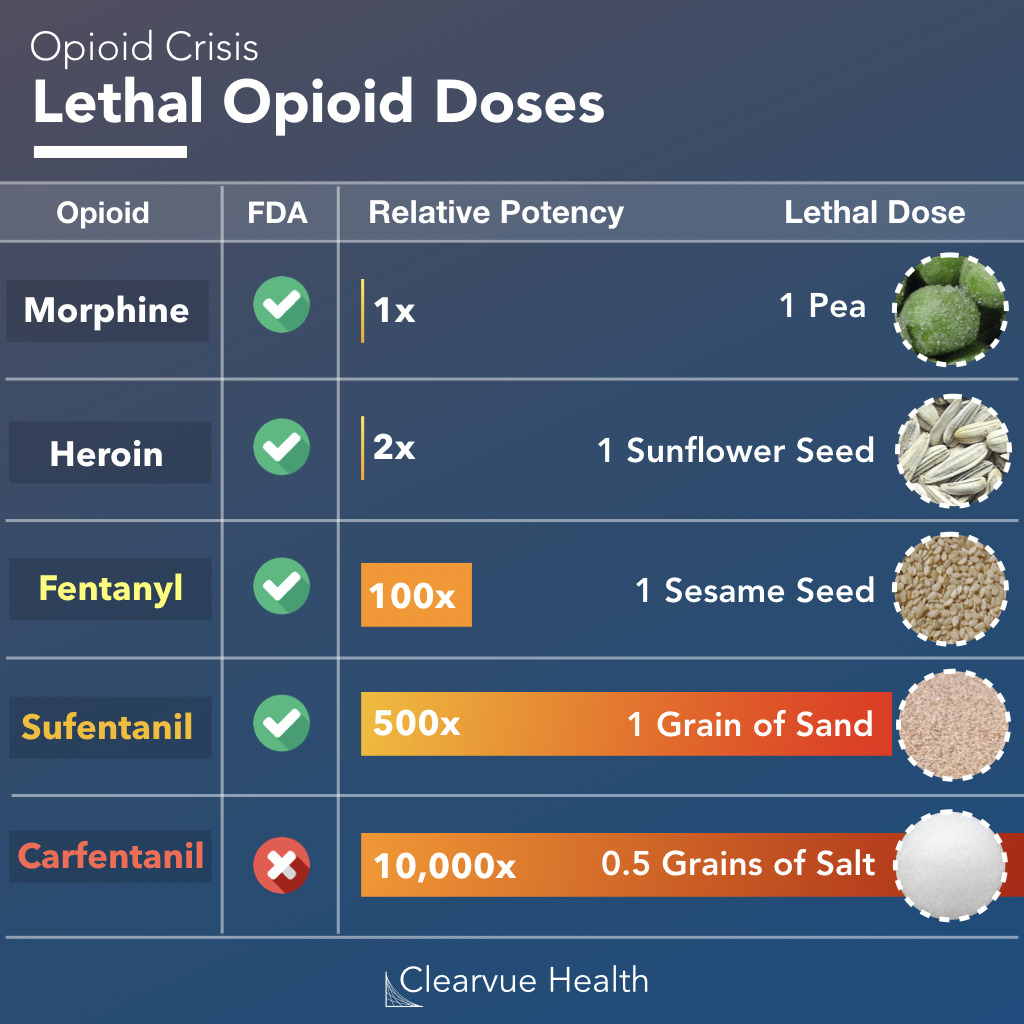 Opioid Crisis
Lethal Opioid Doses
Opioid FDA Relative Potency Lethal Dose
Morphine 1x 1 Pea
Heroin 2x 1 Sunflower Seed
Fentanyl 100x 1 Sesame Seed
Sufentanil 500x 1 Grain of Sand
Carfentanil 10,000x 0.5 Grains of Salt
Clearvue Health